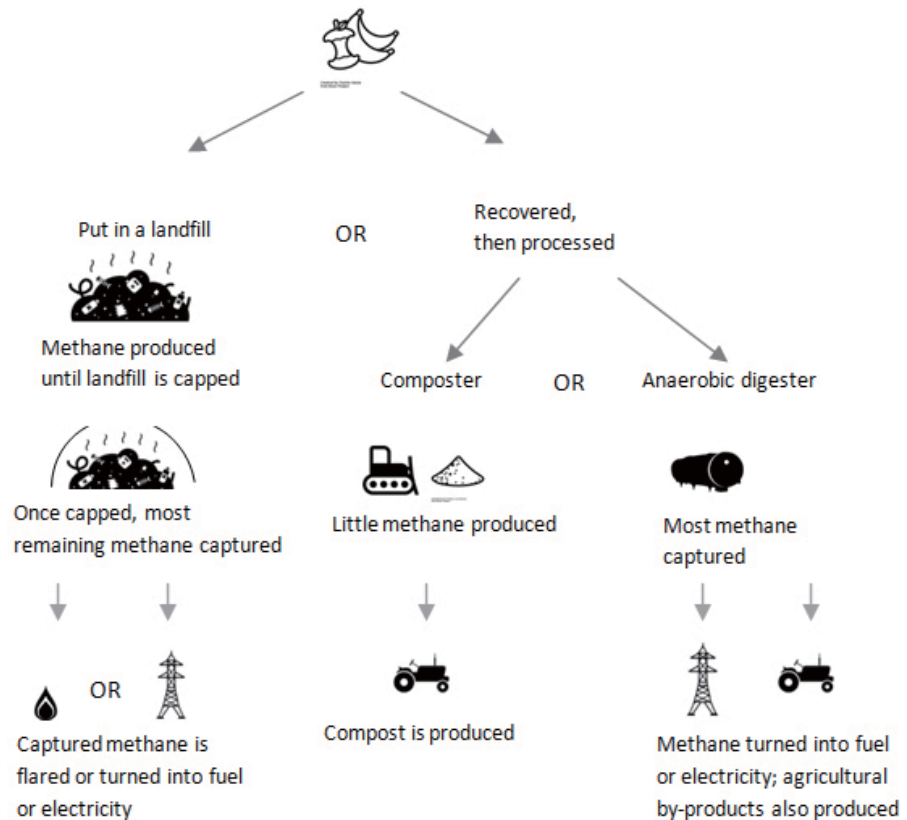 Put in a landfill
OR
Recovered,
then processed
Methane produced
until landfill is capped
Composter
OR
Anaerobic digester
Once capped, most
remaining methane captured
Little methane produced
Most methane
captured
OR
Captured methane is
flared or turned into fuel
or electricity
Compost is produced
Methane turned into fuel
or electricity; agricultural
by-products also produced